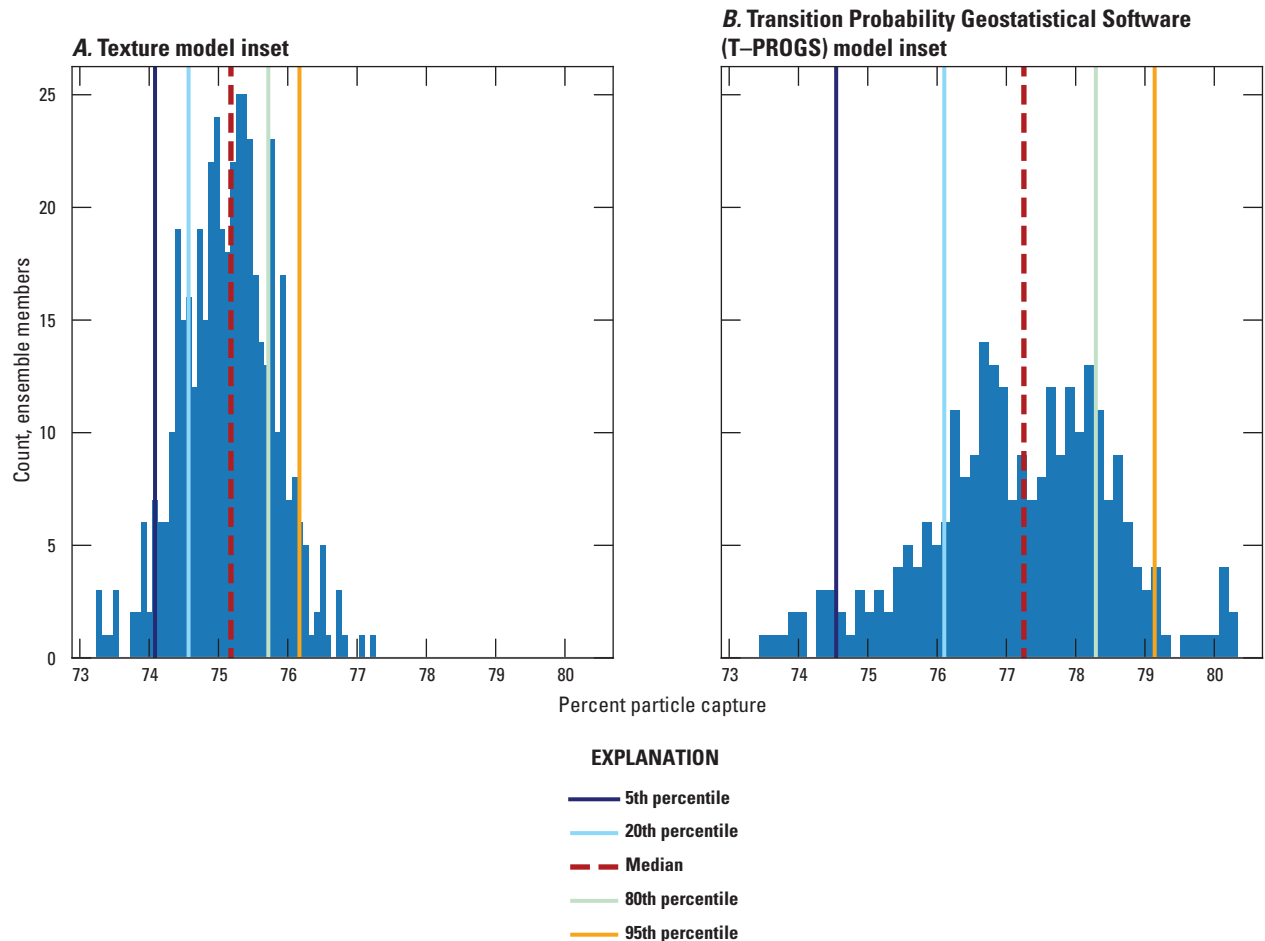 A. Texture model inset
B. Transition Probability Geostatistical Software
(T–PROGS) model inset
Count, ensemble members
25
20
15
10
5
0
73 74 75 76 77 78 79 80
73 74 75 76 77 78 79 80
Percent particle capture
EXPLANATION
5th percentile
20th percentile
Median
80th percentile
95th percentile